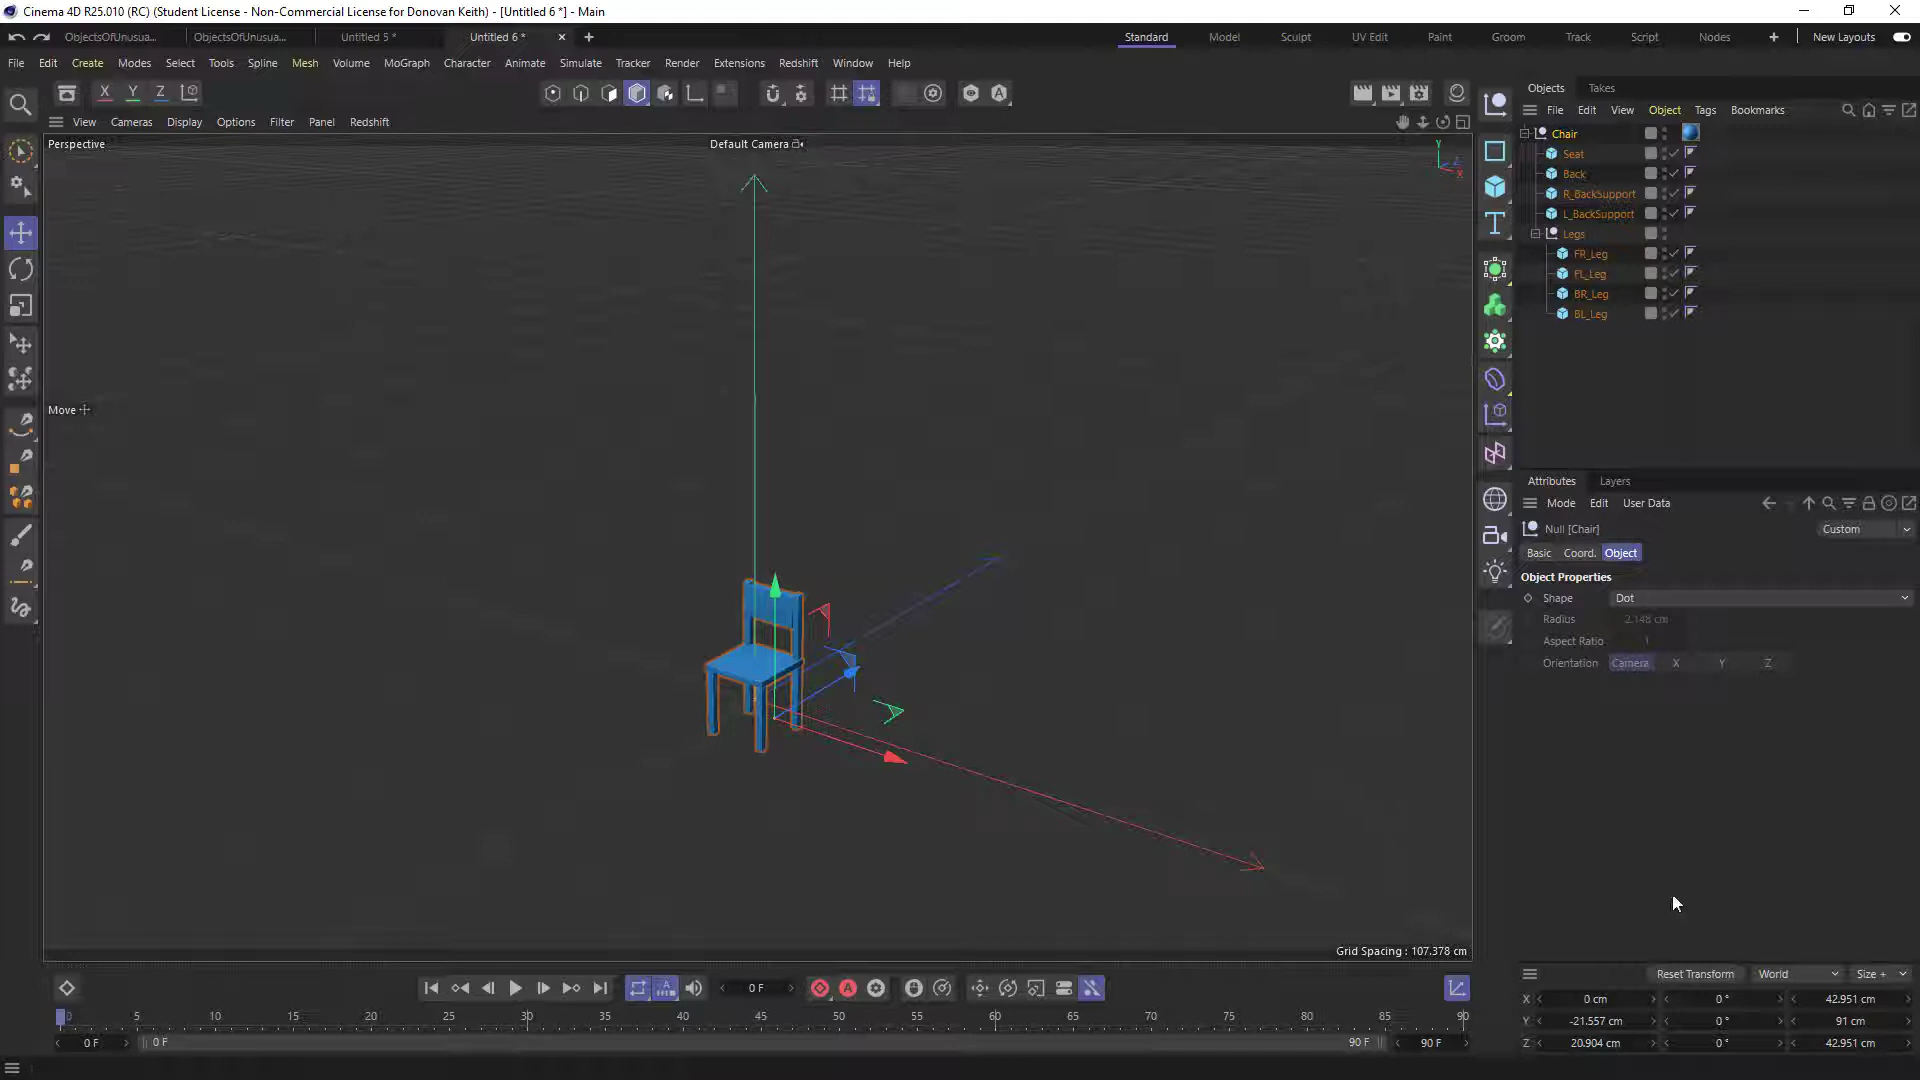 Cinema 4D R25.010 (RC) (Student License - Non-Commercial License for Donovan Keith) - [Untitled 6 *] - Main
ObjectsOfUnusua... ObjectsOfUnusua... Untitled 5 * Untitled 6 * Standard Model Sculpt UV Edit Paint Groom Track Script Nodes New Layouts
File Edit Create Modes Select Tools Spline Mesh Volume MoGraph Character Animate Simulate Tracker Render Extensions Redshift Window Help
X Y Z
View Cameras Display Options Filter Panel Redshift
Perspective
Default Camera
Y
Z
X
Move
Grid Spacing : 107.378 cm
Objects Takes
File Edit View Object Tags Bookmarks
Chair
Seat
Back
R_BackSupport
L_BackSupport
Legs
FR_Leg
FL_Leg
BR_Leg
BL_Leg
Attributes Layers
Mode Edit User Data
Null [Chair] Custom
Basic Coord. Object
Object Properties
Shape Dot
Radius 2.148 cm
Aspect Ratio 1
Orientation Camera X Y Z
Reset Transform World Size +
X 0 cm 0 ° 42.951 cm
Y -21.557 cm 0 ° 91 cm
Z 20.904 cm 0 ° 42.951 cm
0 F
0 5 10 15 20 25 30 35 40 45 50 55 60 65 70 75 80 85 90
0 F 0 F 90 F 90 F